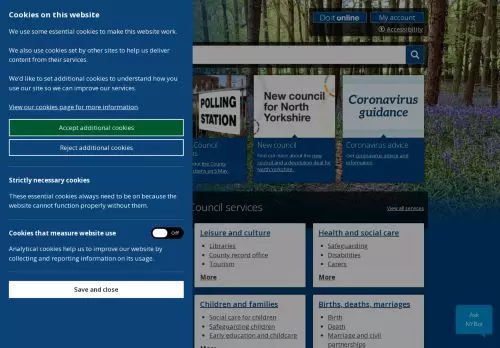 Cookies on this website
We use some essential cookies to make this website work.
We also use cookies set by other sites to help us deliver
content from their services.
We'd like to set additional cookies to understand how you
use our site so we can improve our services.
View our cookies page for more information.
Accept additional cookies
Reject additional cookies
Strictly necessary cookies
These essential cookies always need to be on because the
website cannot function properly without them.
Cookies that measure website use
Off
Analytical cookies help us to improve our website by
collecting and reporting information on its usage.
Save and close
Do it online
My account
Accessibility
POLLING
STATION
Council
the County
New council
for North
Yorkshire
New council
Find out more about the new
council and a devolution deal for
North Yorkshire.
Coronavirus
guidance
Coronavirus advice
Get coronavirus advice and
information.
Council services
View all services
Leisure and culture
Libraries
County record office
Tourism
More
Health and social care
Safeguarding
Disabilities
Carers
More
Children and families
Social care for children
Safeguarding children
Early education and childcare
Births, deaths, marriages
Birth
Death
Marriage and civil
partnerships
Ask
NYBot